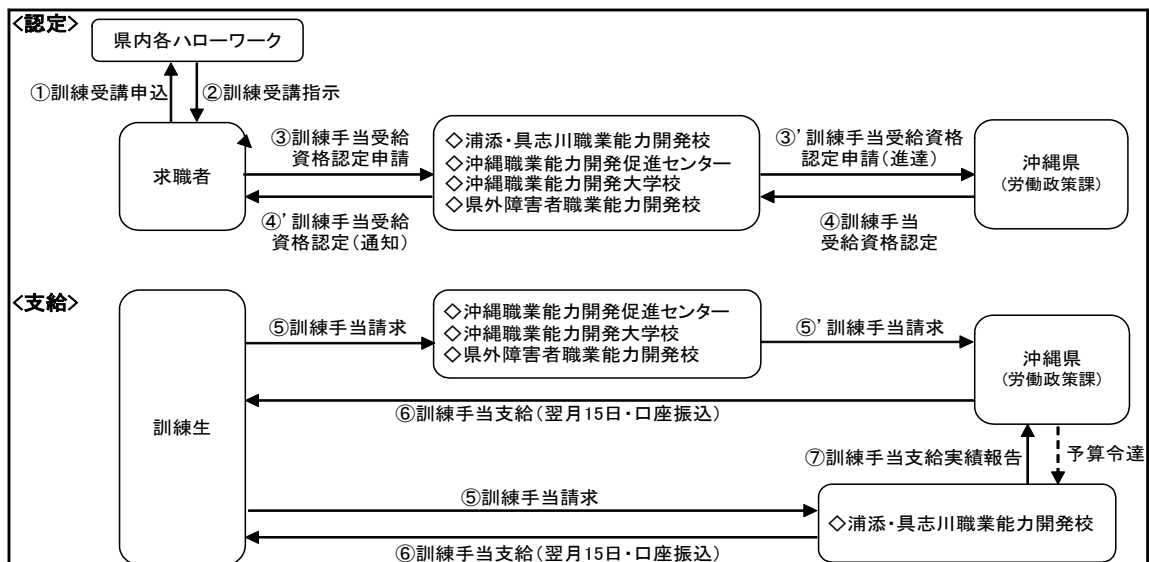 <認定>
県内各ハローワーク
①訓練受講申込
②訓練受講指示
求職者
③訓練手当受給
資格認定申請
④’訓練手当受給
資格認定(通知)
◇浦添・具志川職業能力開発校
◇沖縄職業能力開発促進センター
◇沖縄職業能力開発大学校
◇県外障害者職業能力開発校
③’訓練手当受給資格
認定申請(進達)
④訓練手当
受給資格認定
沖縄県
(労働政策課)
<支給>
訓練生
⑤訓練手当請求
◇沖縄職業能力開発促進センター
◇沖縄職業能力開発大学校
◇県外障害者職業能力開発校
⑤’訓練手当請求
沖縄県
(労働政策課)
⑥訓練手当支給(翌月15日・口座振込)
⑦訓練手当支給実績報告
予算令達
⑤訓練手当請求
◇浦添・具志川職業能力開発校
⑥訓練手当支給(翌月15日・口座振込)